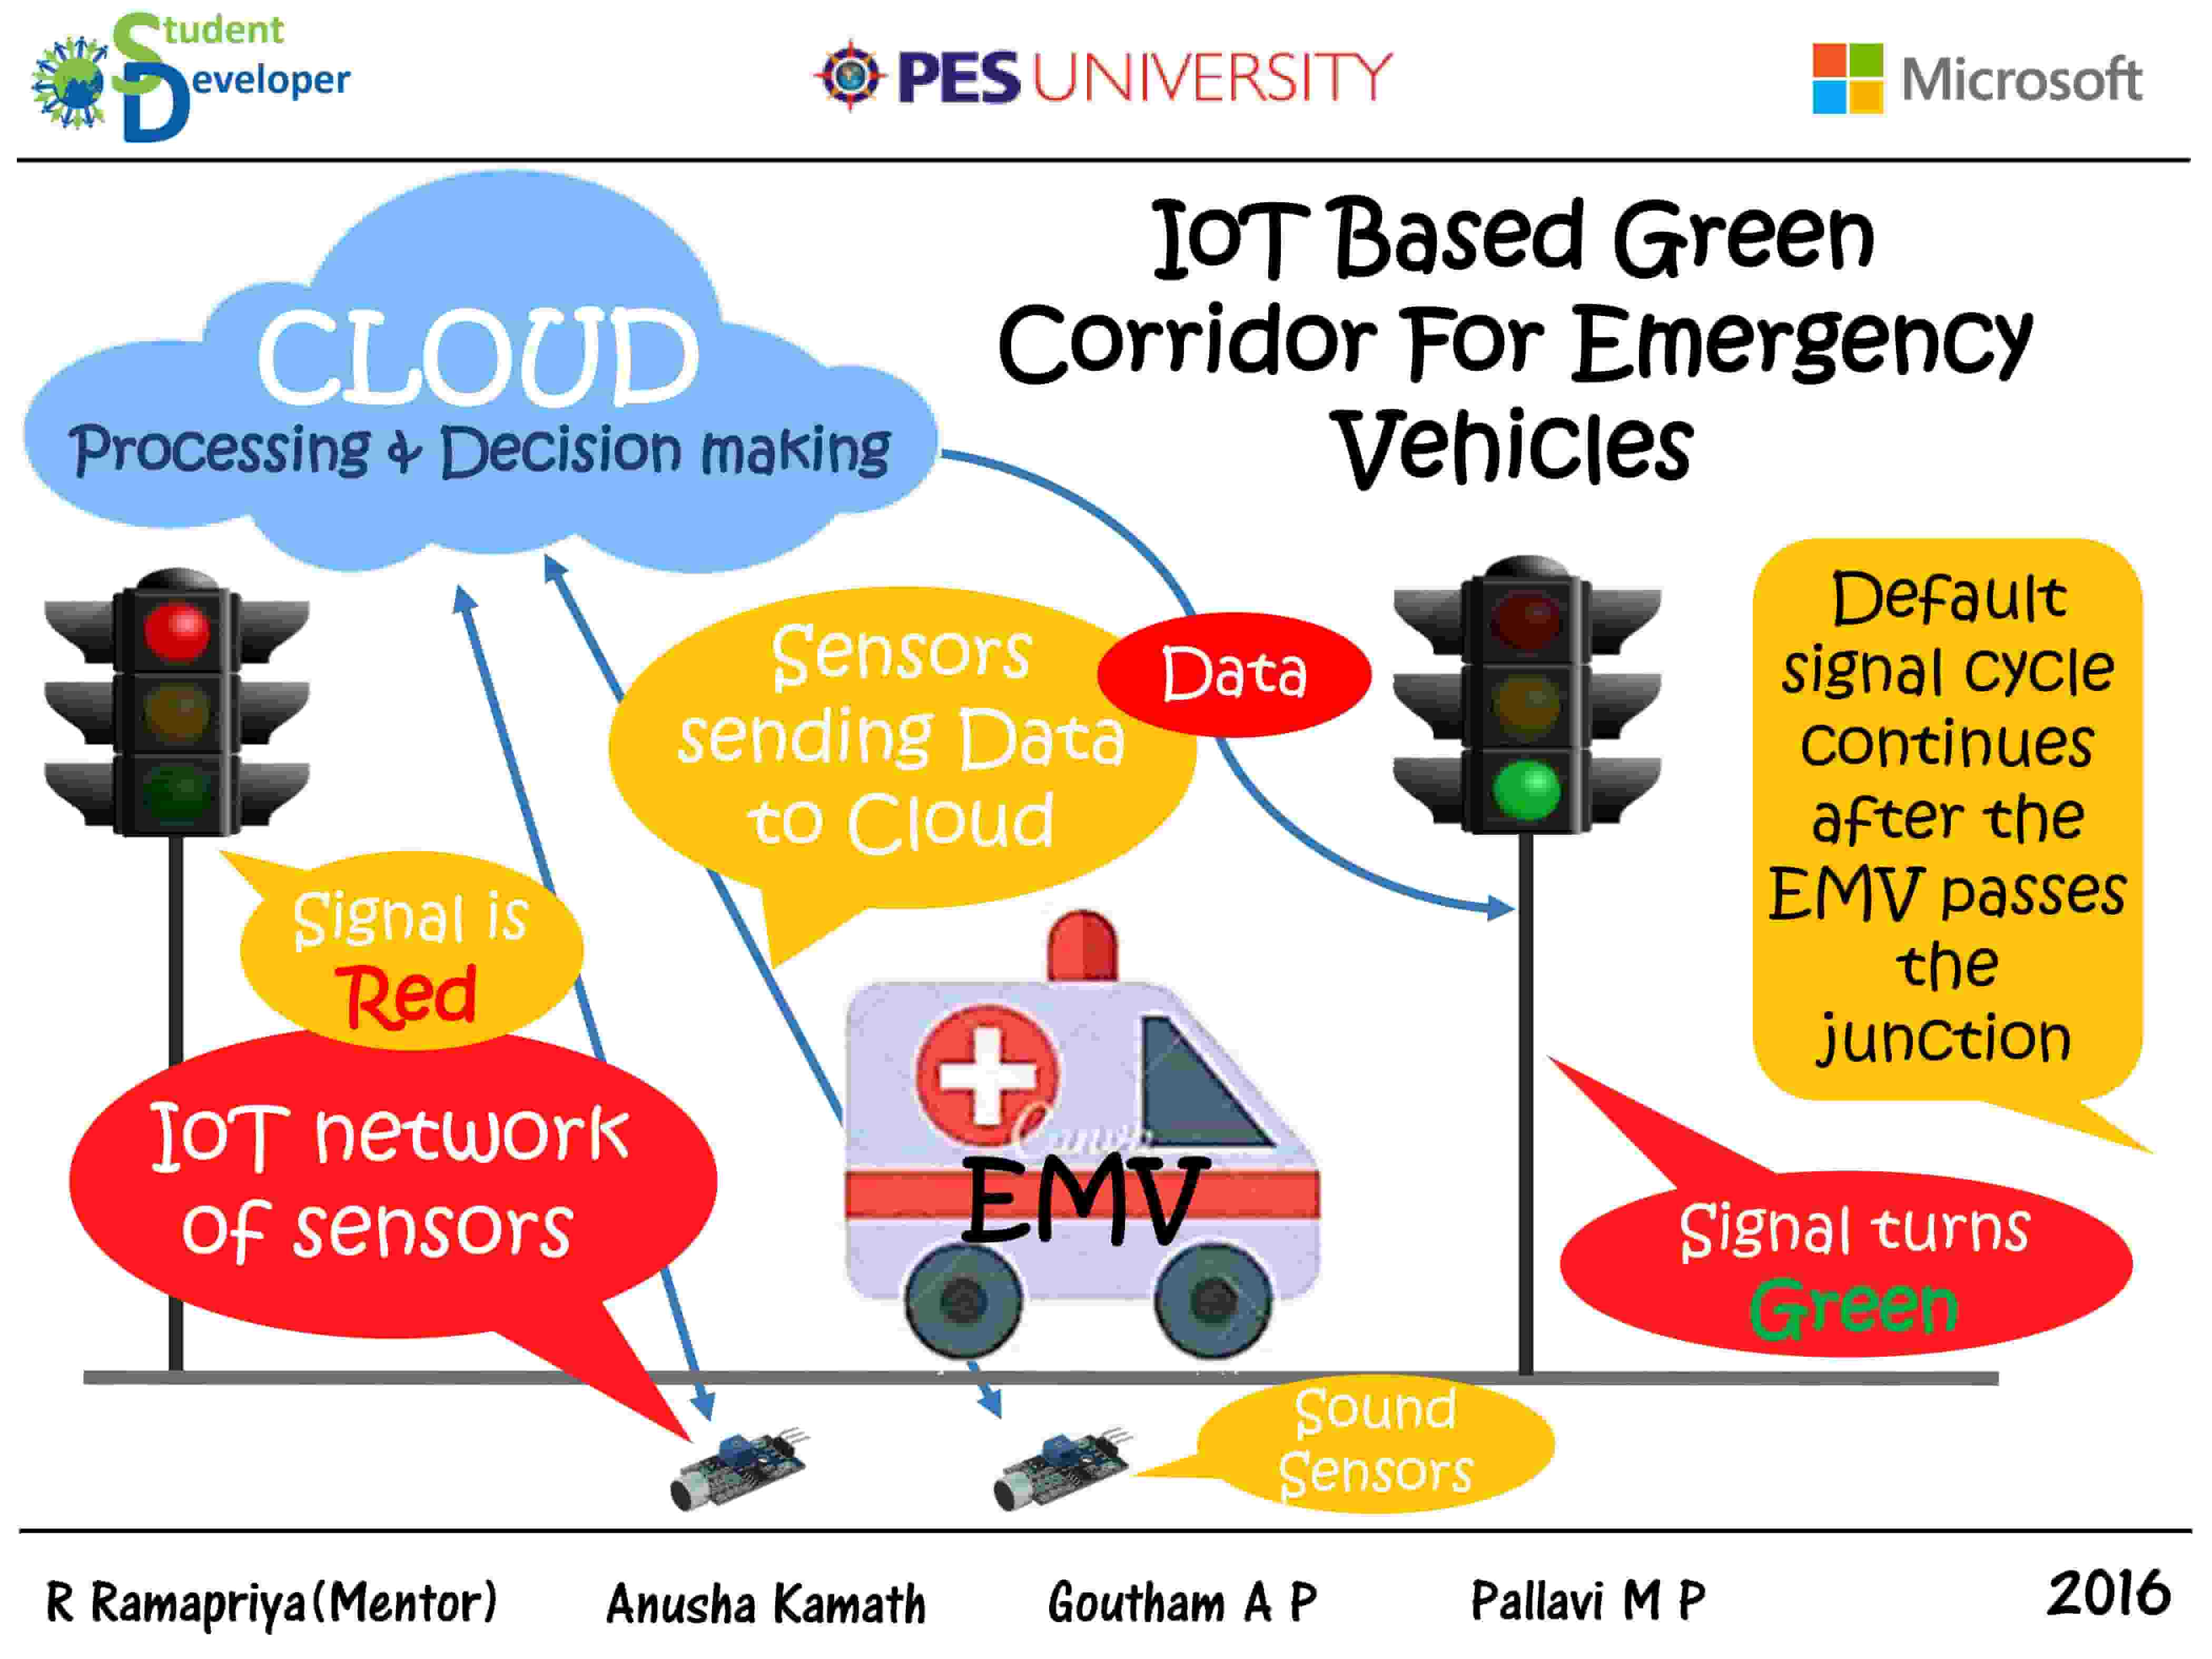 Student
Developer
PES UNIVERSITY
Microsoft
IoT Based Green
Corridor For Emergency
Vehicles
CLOUD
Processing & Decision making
Sensors
sending Data
to Cloud
Data
Default
signal cycle
continues
after the
EMV passes
the
junction
Signal is
Red
IoT network
of sensors
Canva
EMV
Signal turns
Green
Sound
Sensors
R Ramapriya(Mentor)
Anusha Kamath
Goutham A P
Pallavi M P
2016